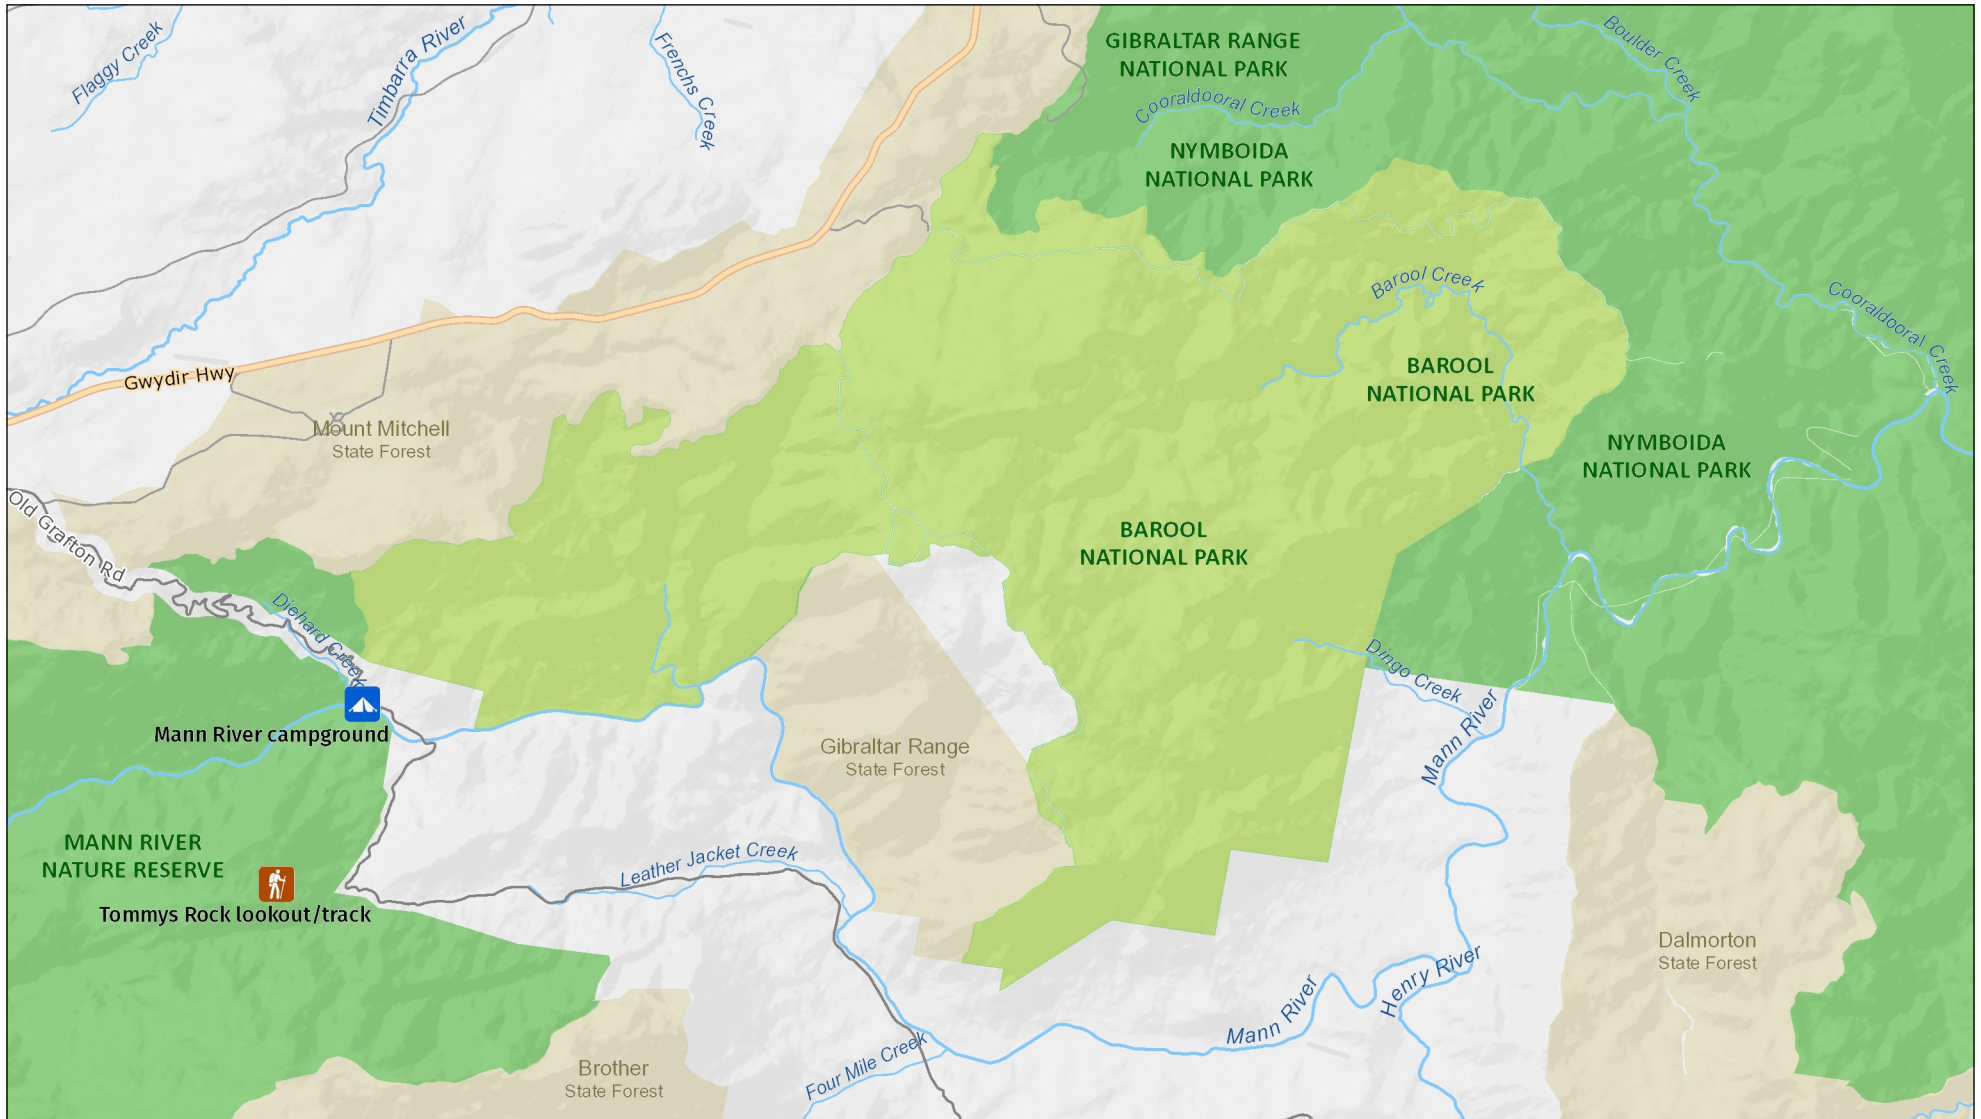 Flaggy Creek
Timbarra River
Frenchs Creek
GIBRALTAR RANGE
NATIONAL PARK
Boulder Creek
Cooraldooral Creek
NYMBOIDA
NATIONAL PARK
Barool Creek
Cooraldooral Creek
Gwydir Hwy
BAROOL
NATIONAL PARK
Mount Mitchell
State Forest
NYMBOIDA
NATIONAL PARK
Old Grafton Rd
BAROOL
NATIONAL PARK
Diehard Creek
Dingo Creek
Mann River campground
Mann River
Gibraltar Range
State Forest
MANN RIVER
NATURE RESERVE
Leather Jacket Creek
Tommys Rock lookout/track
Dalmorton
State Forest
Henry River
Mann River
Four Mile Creek
Brother
State Forest